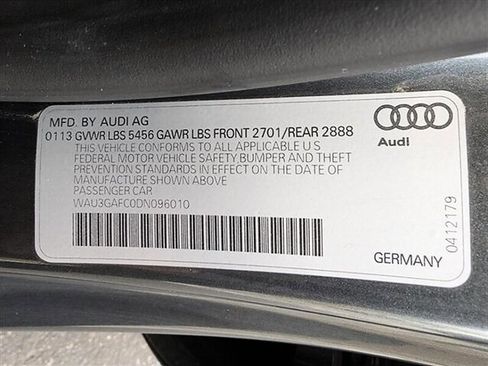 MFD. BY AUDI AG
0113 GVWR LBS 5456 GAWR LBS FRONT 2701/REAR 2888
THIS VEHICLE CONFORMS TO ALL APPLICABLE U S
FEDERAL MOTOR VEHICLE SAFETY BUMPER AND THEFT
PREVENTION STANDARDS IN EFFECT ON THE DATE
OF MANUFACTURE SHOWN ABOVE
PASSENGER CAR
WAU3GAFC0DN096010
Audi
0412179
GERMANY